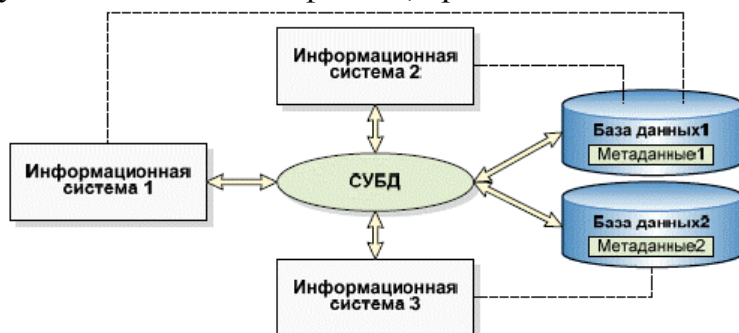 Информационная
система 2
База данных1
Метаданные1
Информационная
система 1
СУБД
База данных2
Метаданные2
Информационная
система 3